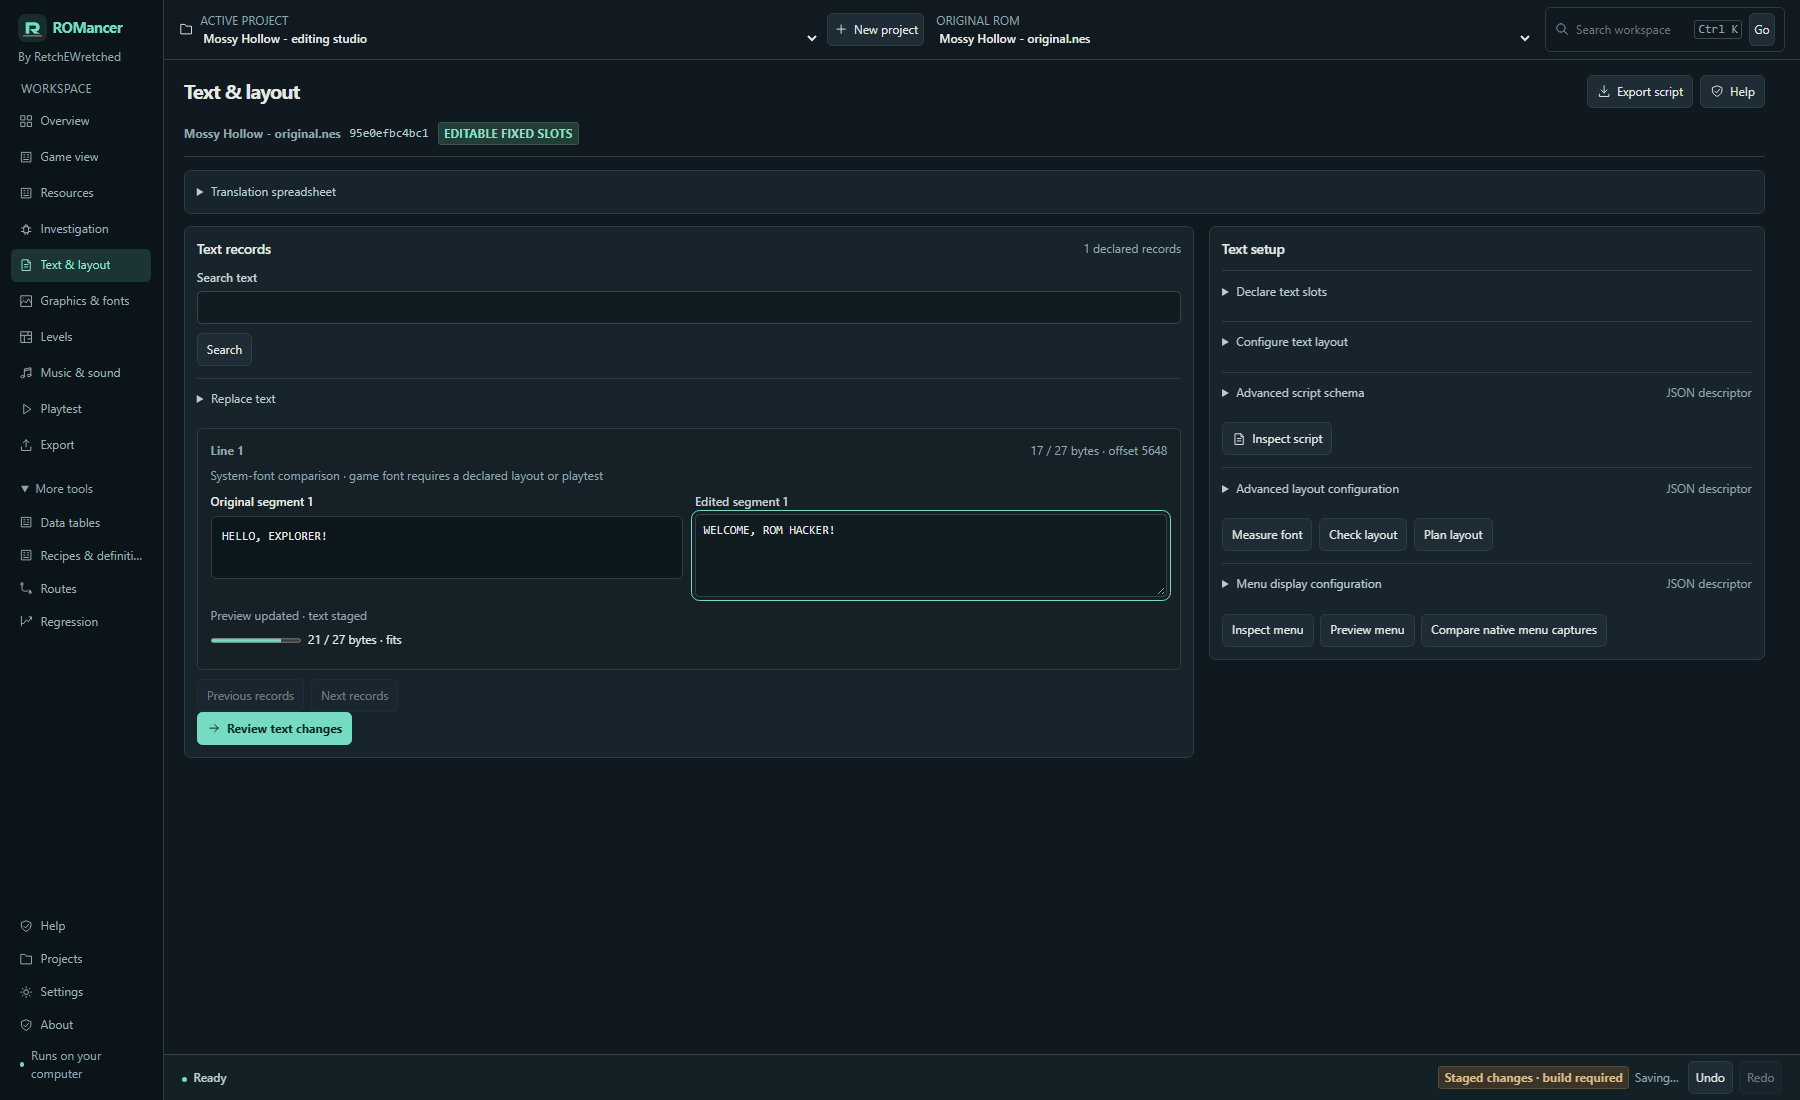 ROMancer
By RetchEWretched
WORKSPACE
Overview
Game view
Resources
Investigation
Text & layout
Graphics & fonts
Levels
Music & sound
Playtest
Export
More tools
Data tables
Recipes & definiti...
Routes
Regression
Help
Projects
Settings
About
Runs on your
computer
ACTIVE PROJECT
Mossy Hollow - editing studio
New project
ORIGINAL ROM
Mossy Hollow - original.nes
Search workspace
Ctrl K
Go
Text & layout
Export script
Help
Mossy Hollow - original.nes 95e0efbc4bc1 EDITABLE FIXED SLOTS
Translation spreadsheet
Text records
1 declared records
Search text
Search
Replace text
Line 1
17 / 27 bytes · offset 5648
System-font comparison · game font requires a declared layout or playtest
Original segment 1
HELLO, EXPLORER!
Edited segment 1
WELCOME, ROM HACKER!
Preview updated · text staged
21 / 27 bytes · fits
Previous records
Next records
Review text changes
Text setup
Declare text slots
Configure text layout
Advanced script schema
JSON descriptor
Inspect script
Advanced layout configuration
JSON descriptor
Measure font
Check layout
Plan layout
Menu display configuration
JSON descriptor
Inspect menu
Preview menu
Compare native menu captures
Ready
Staged changes · build required
Saving...
Undo
Redo